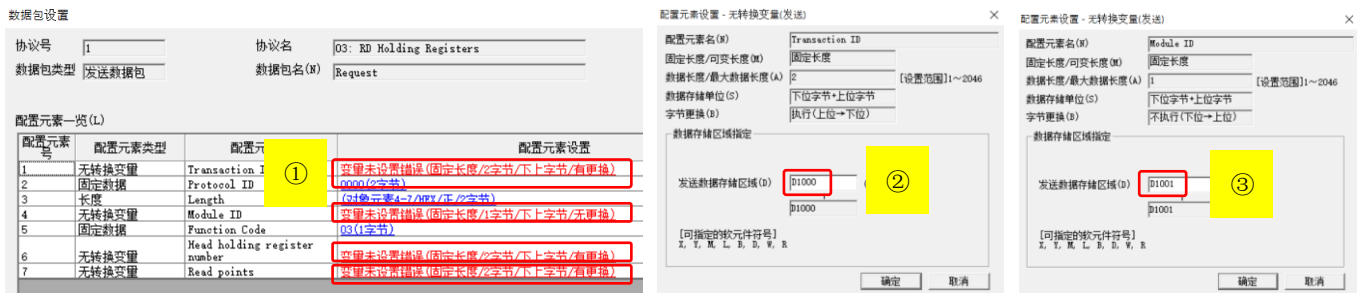 数据包设置
协议号 1 协议名 03: RD Holding Registers
数据包类型 发送数据包 数据包名(N) Request
配置元素一览(L)
配置元素号 配置元素类型 配置元 配置元素设置
1 无转换变量 Transaction I 变量未设置错误(固定长度/2字节/下上字节/有更换)
2 固定数据 Protocol ID 0000(2字节)
3 长度 Length (对象元素4-7/HEX/正/2字节)
4 无转换变量 Module ID 变量未设置错误(固定长度/1字节/下上字节/无更换)
5 固定数据 Function Code 03(1字节)
6 无转换变量 Head holding register number 变量未设置错误(固定长度/2字节/下上字节/有更换)
7 无转换变量 Read points 变量未设置错误(固定长度/2字节/下上字节/有更换)
①
配置元素设置 - 无转换变量(发送)
配置元素名(N) Transaction ID
固定长度/可变长度(M) 固定长度
数据长度/最大数据长度(A) 2 [设置范围]1～2046
数据存储单位(S) 下位字节+上位字节
字节更换(B) 执行(上位→下位)
数据存储区域指定
发送数据存储区域(D) D1000 (
D1000
②
[可指定的软元件符号]
X, Y, M, L, B, D, W, R
确定 取消
配置元素设置 - 无转换变量(发送)
配置元素名(N) Module ID
固定长度/可变长度(M) 固定长度
数据长度/最大数据长度(A) 1 [设置范围]1～2046
数据存储单位(S) 下位字节+上位字节
字节更换(B) 不执行(下位→上位)
数据存储区域指定
发送数据存储区域(D) D1001
D1001
③
[可指定的软元件符号]
X, Y, M, L, B, D, W, R
确定 取消